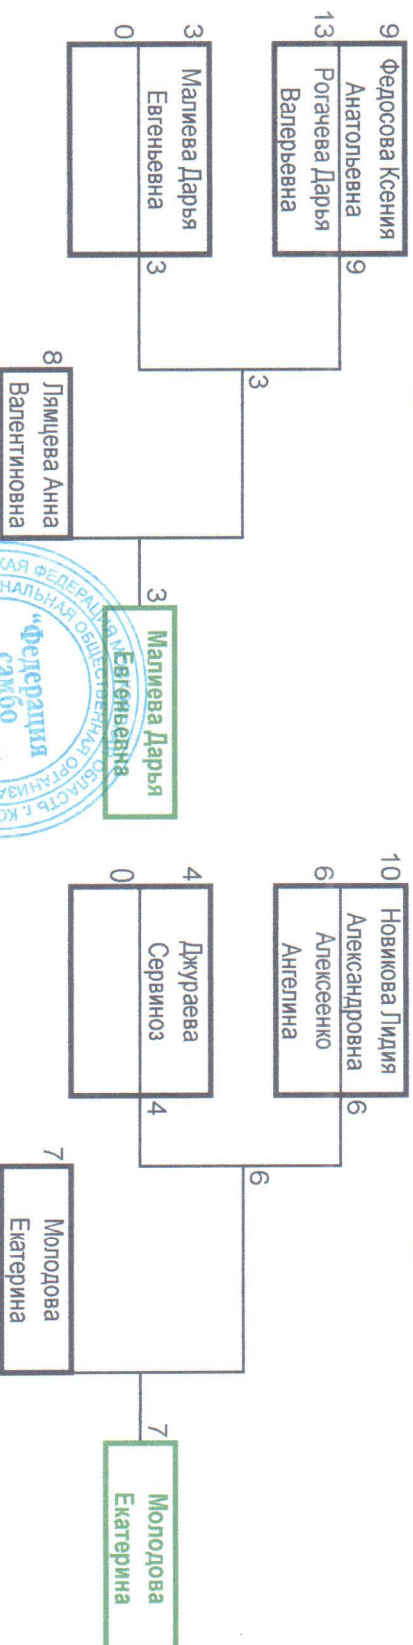 9
Федосова Ксения
Анатольевна
13
Рогачева Дарья
Валерьевна
9
3
Малиева Дарья
Евгеньевна
0
3
3
8
Лямцева Анна
Валентиновна
3
Малиева Дарья
Евгеньевна
"Федерация
самбо
10
Новикова Лидия
Александровна
6
Алексеенко
Ангелина
6
4
Джураева
Сервиноз
0
4
6
7
Молодова
Екатерина
7
Молодова
Екатерина